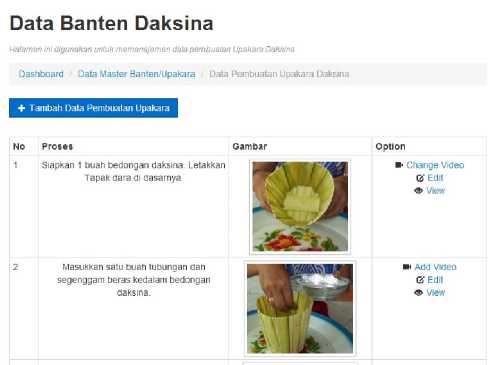 Data Banten Daksina
Halaman ini digunakan untuk memanajemen data pembuatan Upakara Daksina
Dashboard / Data Master Banten/Upakara / Data Pembuatan Upakara Daksina
+ Tambah Data Pembuatan Upakara
No Proses Gambar Option
1 Siapkan 1 buah bedongan daksina. Letakkan Change Video
Tapak dara di dasarnya Edit
View
2 Masukkan satu buah tubungan dan Add Video
segenggam beras kedalam bedongan Edit
daksina. View